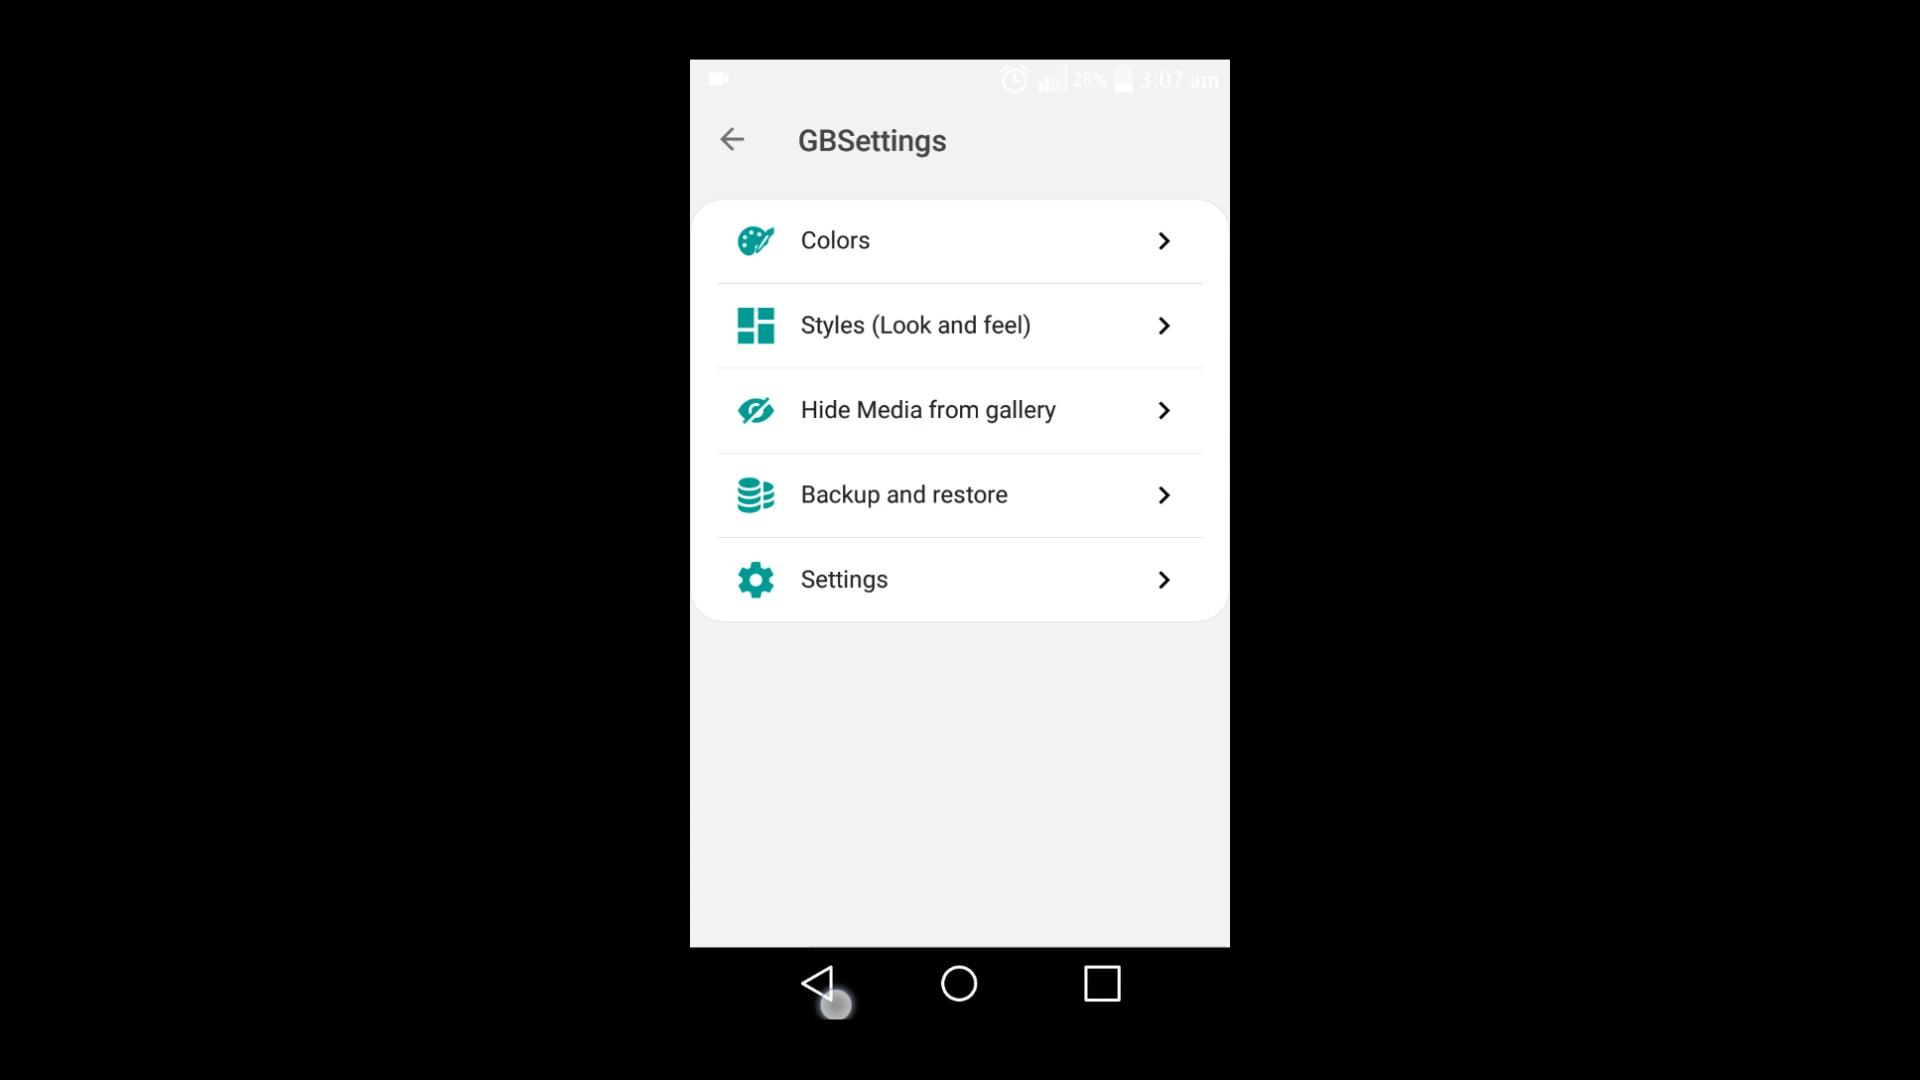 28% 3:07 am
GBSettings
Colors
Styles (Look and feel)
Hide Media from gallery
Backup and restore
Settings